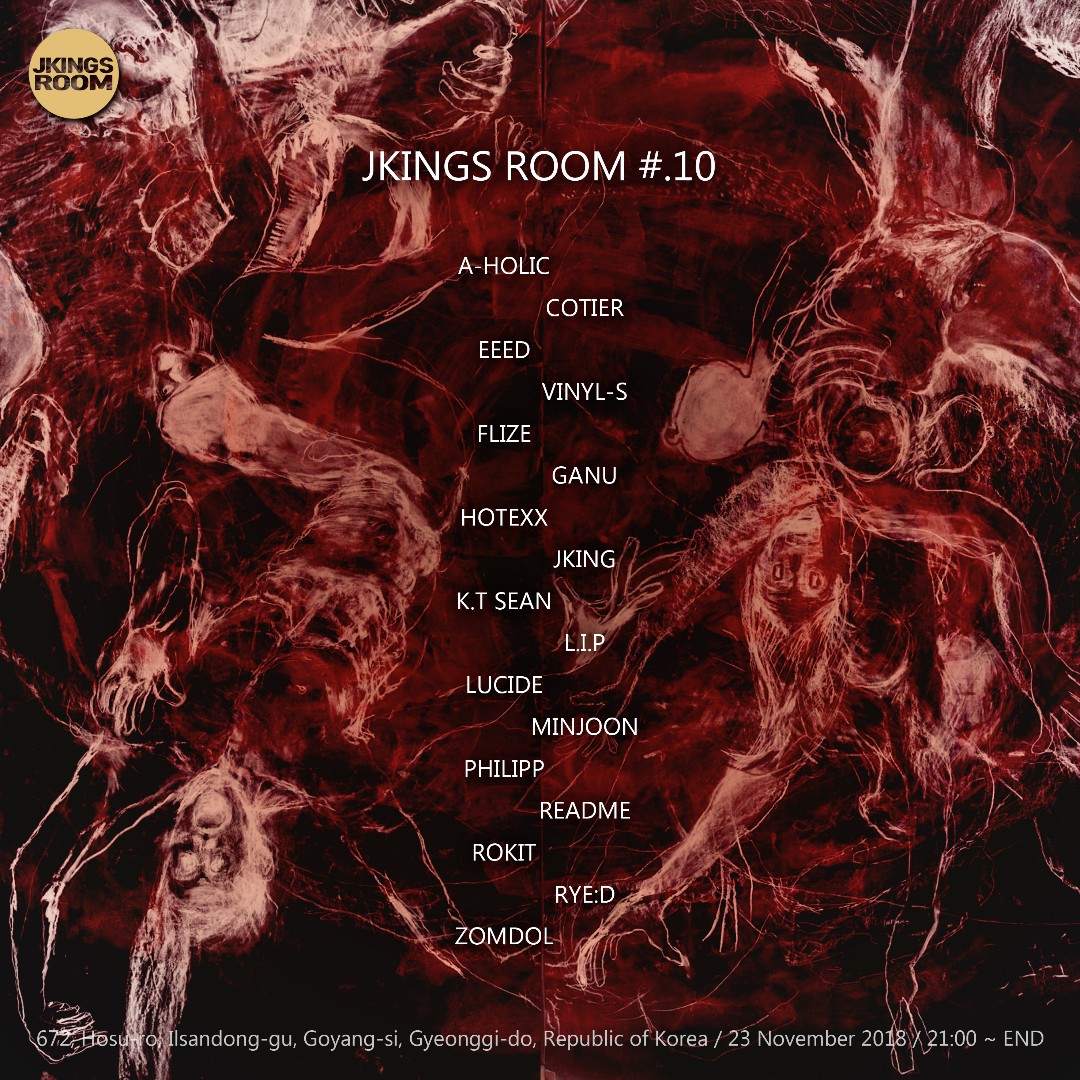 JKINGS
ROOM
JKINGS ROOM #.10
A-HOLIC
COTIER
EEED
VINYL-S
FLIZE
GANU
HOTEXX
JKING
K.T SEAN
L.I.P
LUCIDE
MINJOON
PHILIPP
README
ROKIT
RYE:D
ZOMDOL
672, Hosu-ro, Ilsandong-gu, Goyang-si, Gyeonggi-do, Republic of Korea / 23 November 2018 / 21:00 ~ END